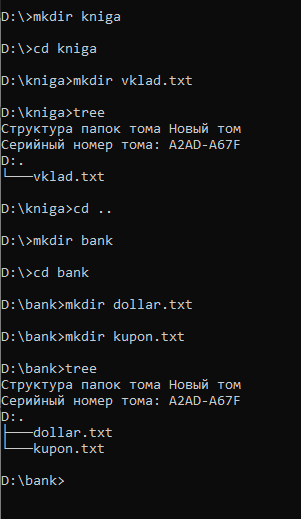 D:\>mkdir kniga
D:\>cd kniga
D:\kniga>mkdir vklad.txt
D:\kniga>tree
Структура папок тома Новый том
Серийный номер тома: A2AD-A67F
D:.
└───vklad.txt
D:\kniga>cd ..
D:\>mkdir bank
D:\>cd bank
D:\bank>mkdir dollar.txt
D:\bank>mkdir kupon.txt
D:\bank>tree
Структура папок тома Новый том
Серийный номер тома: A2AD-A67F
D:.
├───dollar.txt
└───kupon.txt
D:\bank>